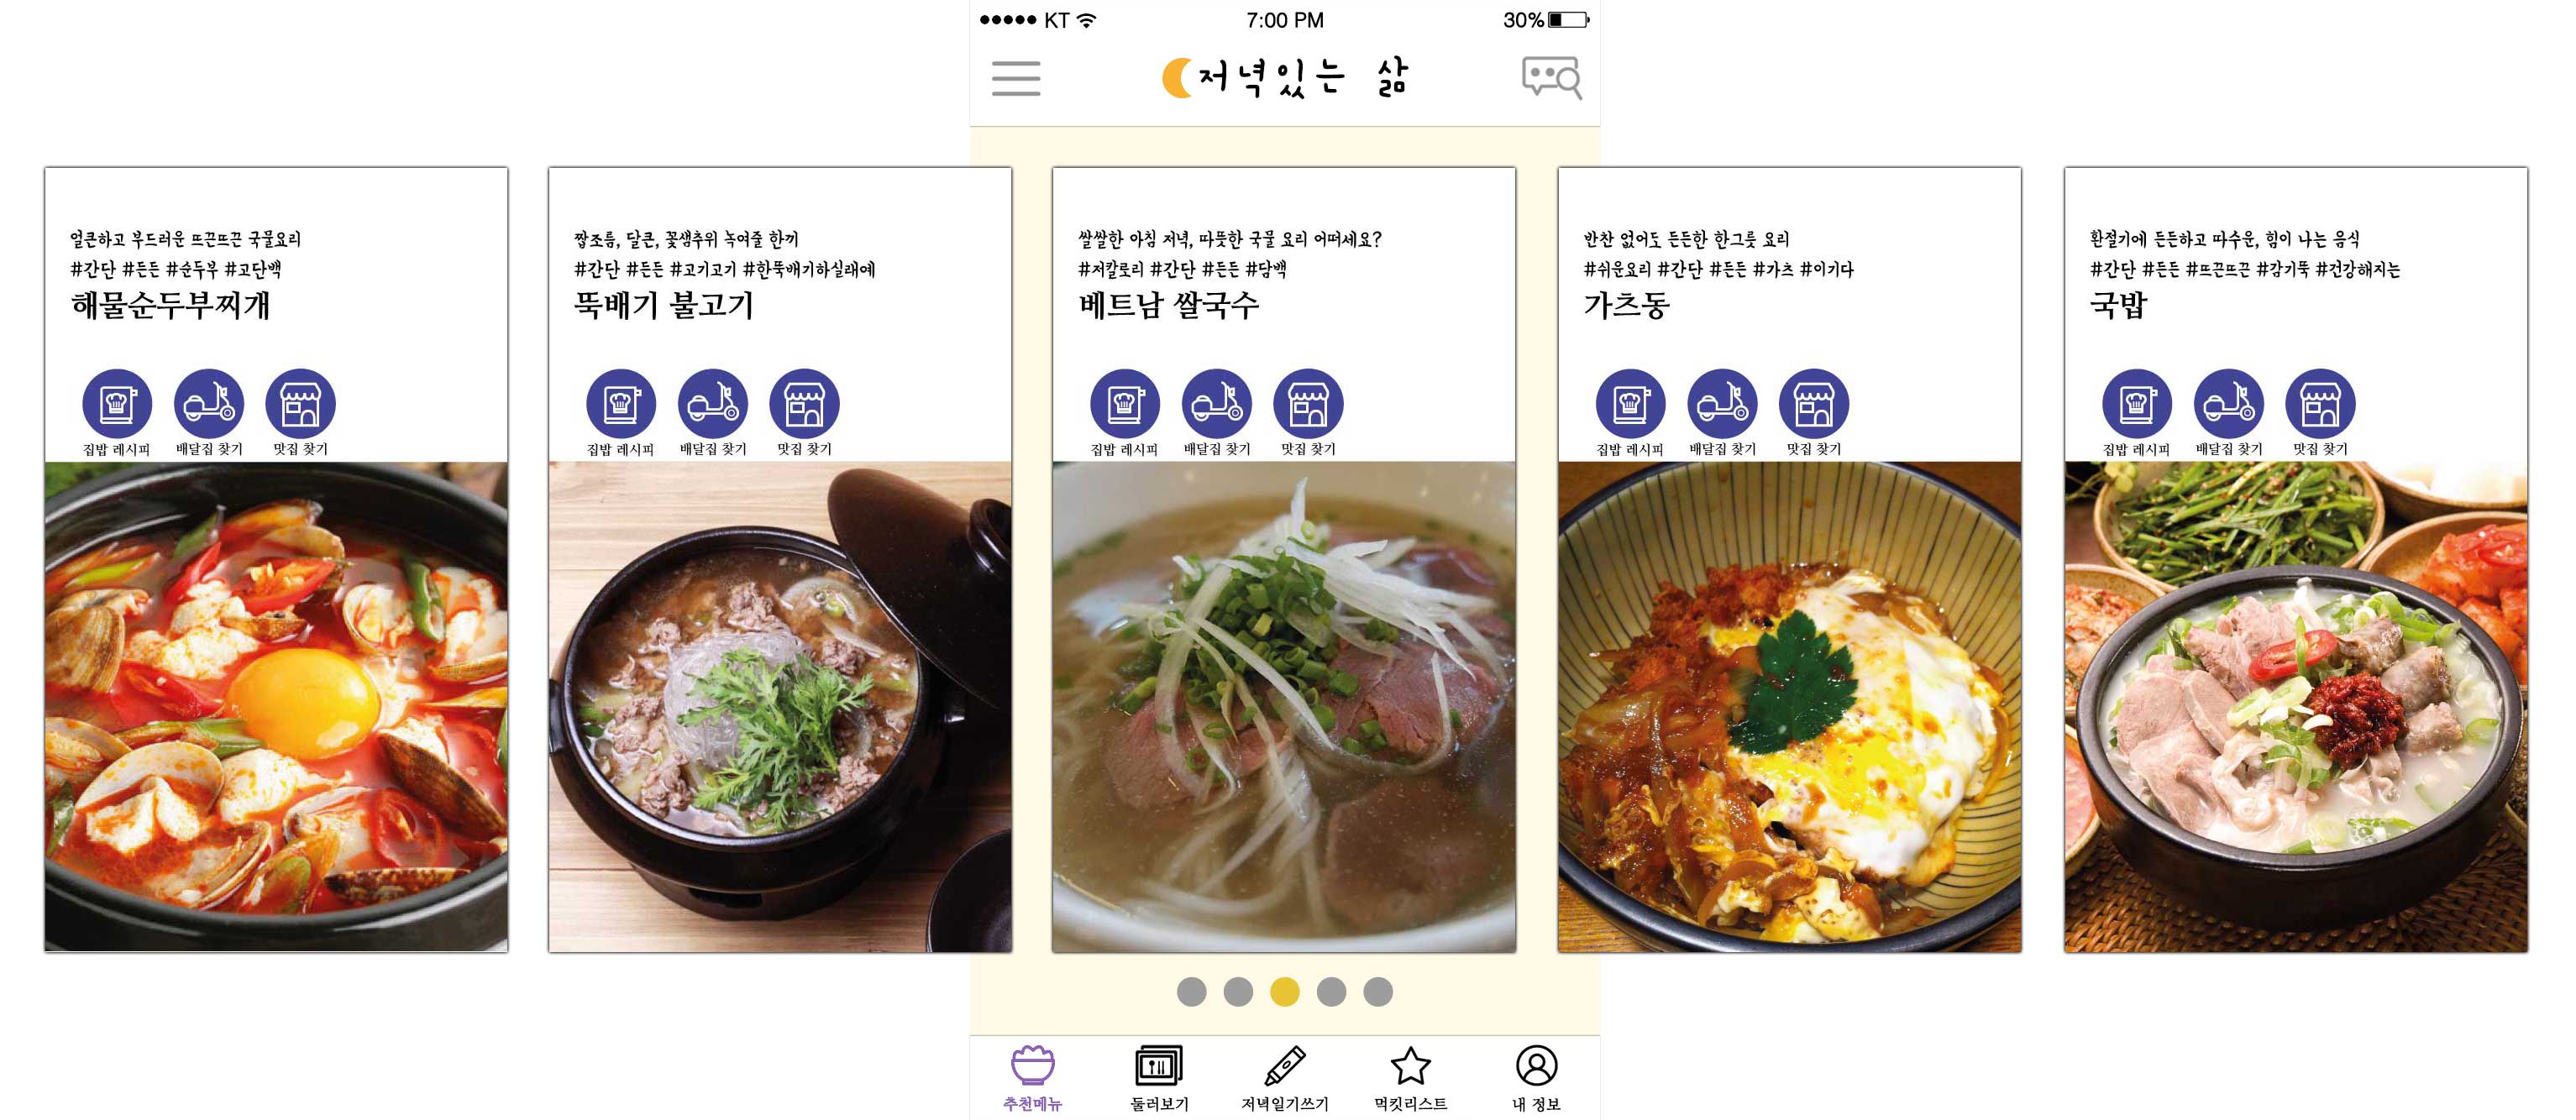 KT
7:00 PM
30%
저녁있는 삶
얼큰하고 부드러운 뜨끈뜨끈 국물요리
#간단 #든든 #순두부 #고단백
해물순두부찌개
집밥 레시피
배달집 찾기
맛집 찾기
짭조름, 달큰, 꽃샘추위 녹여줄 한끼
#간단 #든든 #고기고기 #한뚝배기하실래예
뚝배기 불고기
집밥 레시피
배달집 찾기
맛집 찾기
쌀쌀한 아침 저녁, 따뜻한 국물 요리 어떠세요?
#저칼로리 #간단 #든든 #담백
베트남 쌀국수
집밥 레시피
배달집 찾기
맛집 찾기
반찬 없어도 든든한 한그릇 요리
#쉬운요리 #간단 #든든 #가츠 #이기다
가츠동
집밥 레시피
배달집 찾기
맛집 찾기
환절기에 든든하고 따수운, 힘이 나는 음식
#간단 #든든 #뜨끈뜨끈 #감기뚝 #건강해지는
국밥
집밥 레시피
배달집 찾기
맛집 찾기
추천메뉴
둘러보기
저녁일기쓰기
먹킷리스트
내 정보